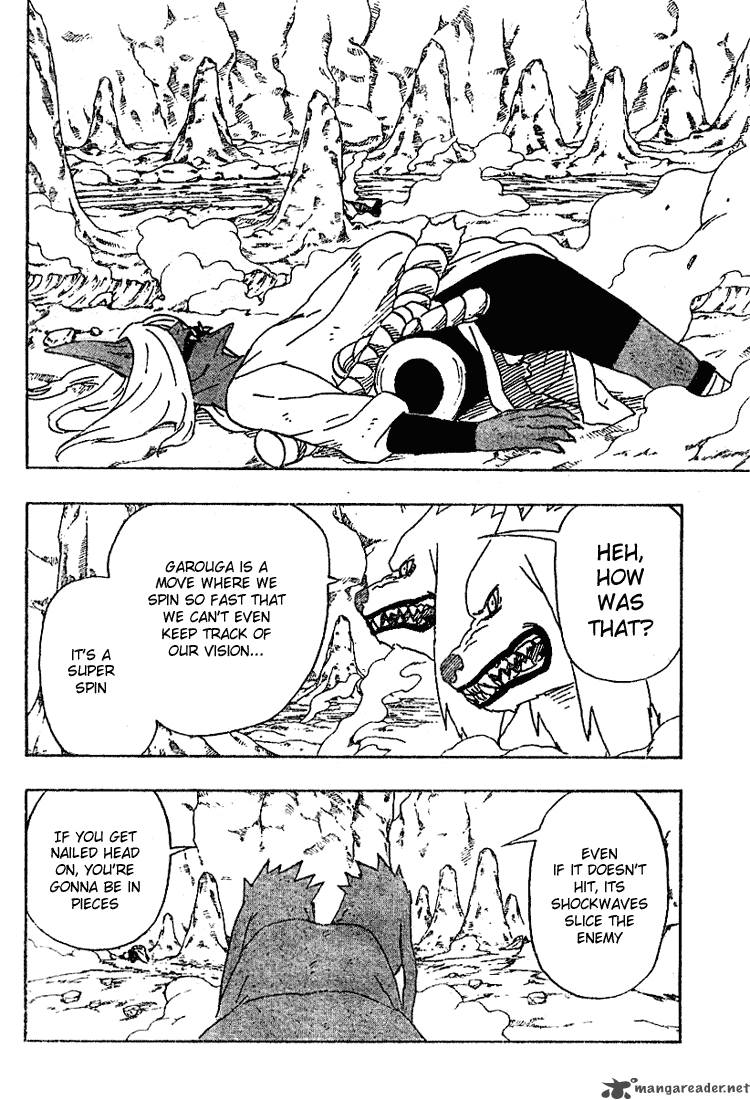 HEH,
HOW
WAS
THAT?
GAROUGA IS A
MOVE WHERE WE
SPIN SO FAST THAT
WE CAN'T EVEN
KEEP TRACK OF
OUR VISION...
IT'S A
SUPER
SPIN
EVEN
IF IT DOESN'T
HIT, ITS
SHOCKWAVES
SLICE THE
ENEMY
IF YOU GET
NAILED HEAD
ON, YOU'RE
GONNA BE IN
PIECES
mangareader.net